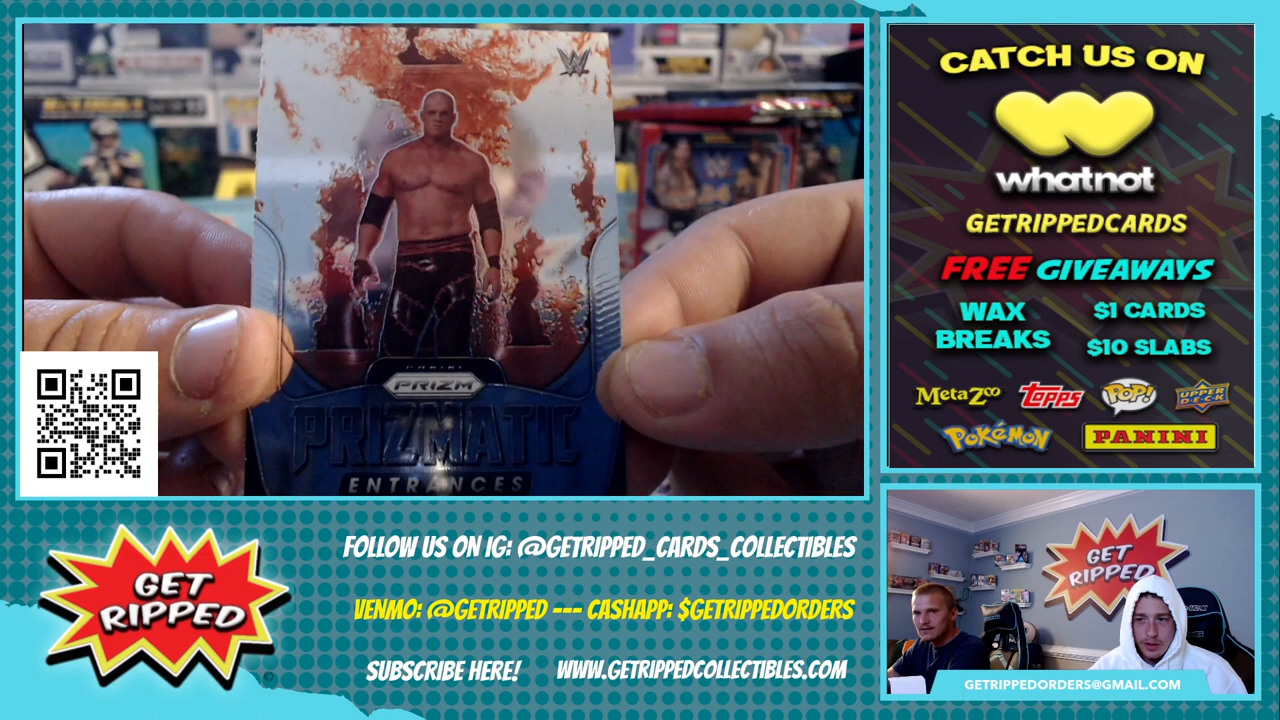 W
PANINI
PRIZM
PRIZMATIC
ENTRANCES
CATCH US ON
whatnot
GETRIPPEDCARDS
FREE GIVEAWAYS
WAX
BREAKS
$1 CARDS
$10 SLABS
MetaZoo
Topps
POP!
UPPER
DECK
Pokémon
PANINI
GET
RIPPED
FOLLOW US ON IG: @GETRIPPED_CARDS_COLLECTIBLES
VENMO: @GETRIPPED --- CASHAPP: $GETRIPPEDORDERS
SUBSCRIBE HERE!
WWW.GETRIPPEDCOLLECTIBLES.COM
GET
RIPPED
GETRIPPEDORDERS@GMAIL.COM